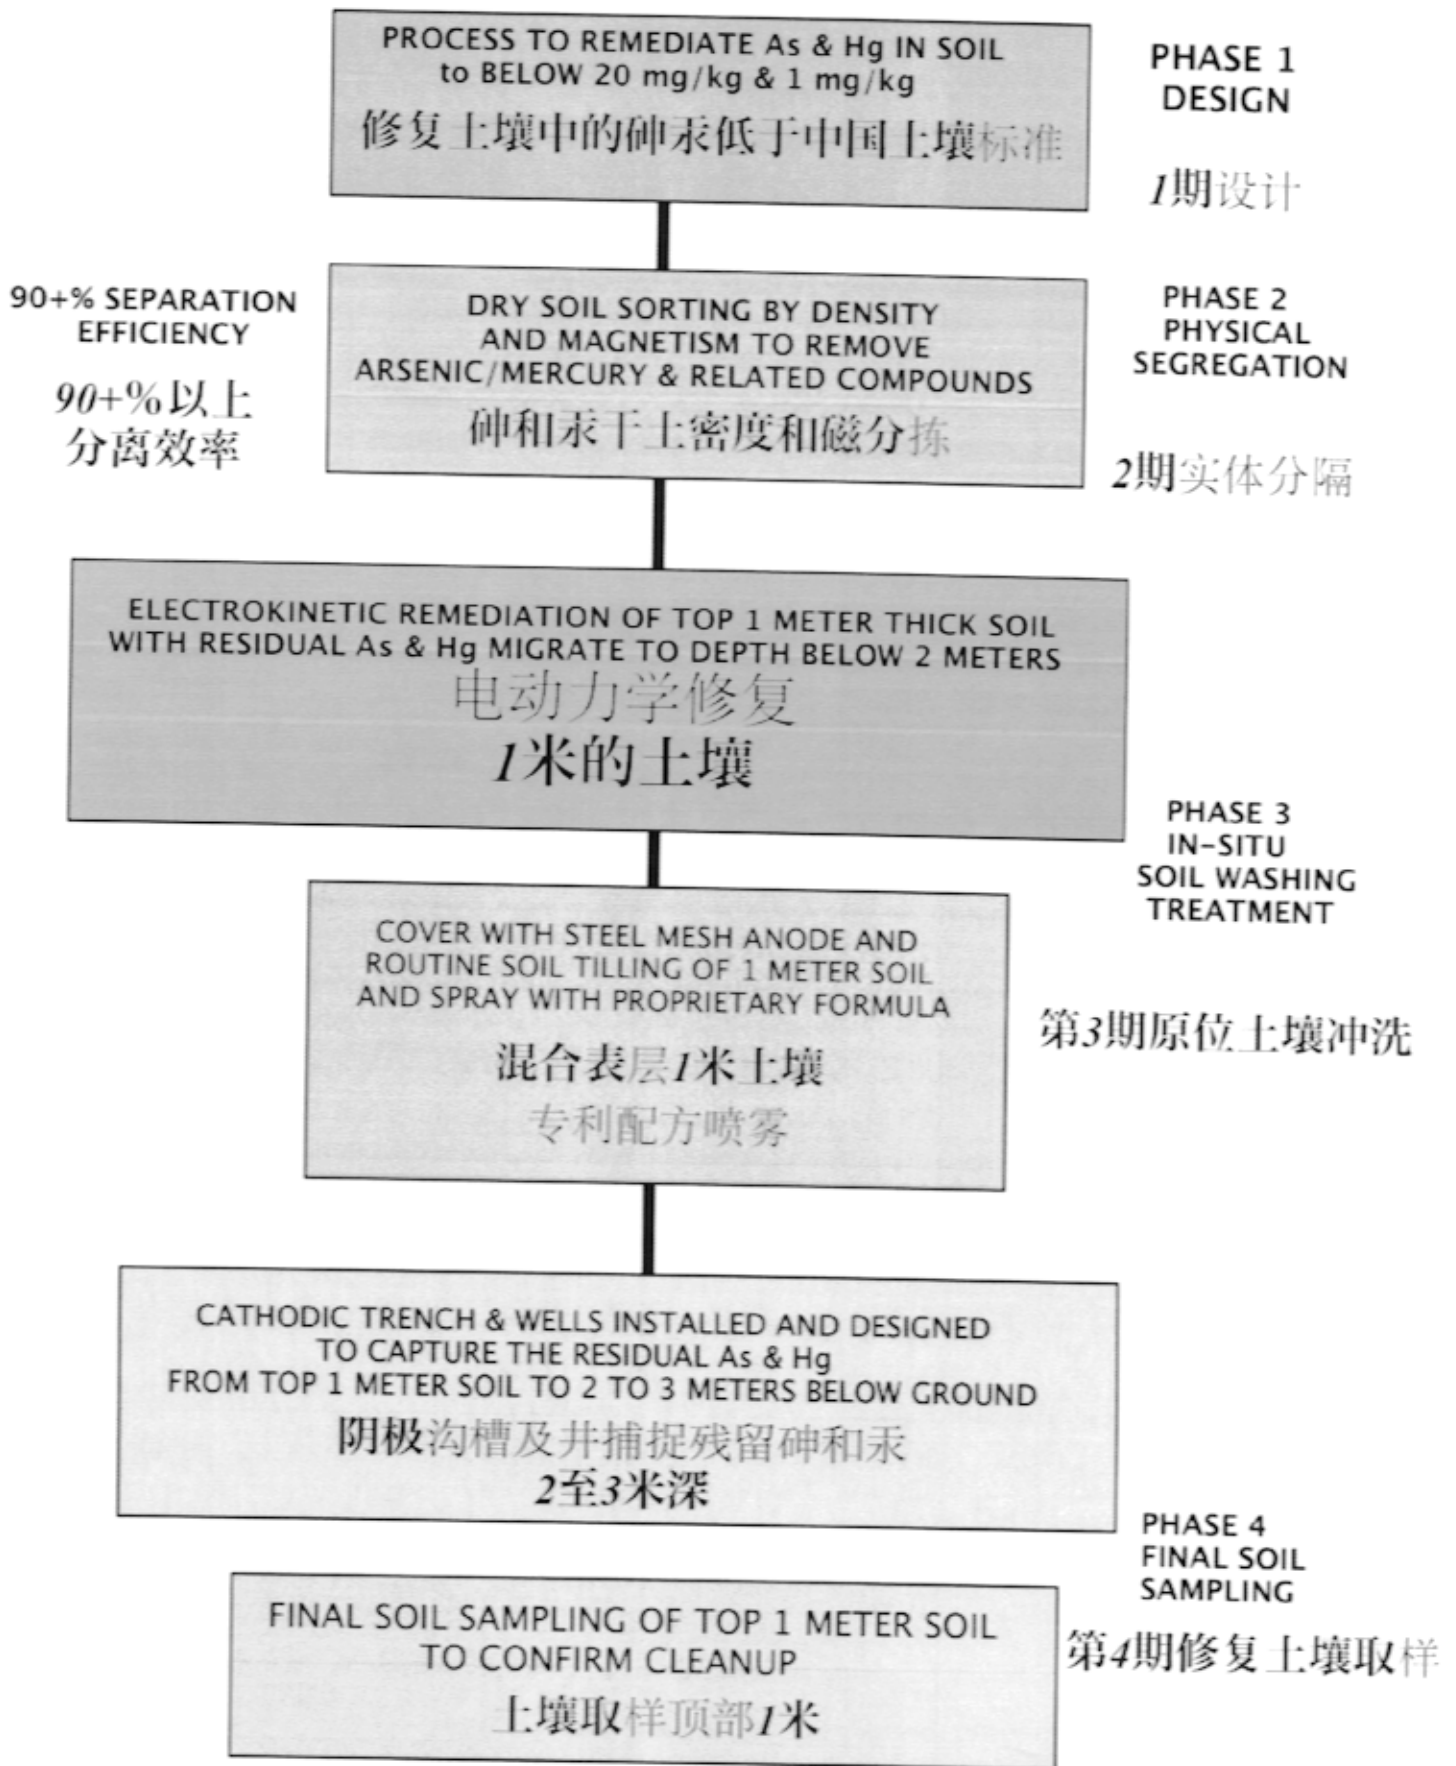 PROCESS TO REMEDIATE As & Hg IN SOIL
to BELOW 20 mg/kg & 1 mg/kg
修复土壤中的砷汞低于中国土壤标准
PHASE 1
DESIGN
1期设计
90+% SEPARATION
EFFICIENCY
90+%以上
分离效率
DRY SOIL SORTING BY DENSITY
AND MAGNETISM TO REMOVE
ARSENIC/MERCURY & RELATED COMPOUNDS
砷和汞干土密度和磁分拣
PHASE 2
PHYSICAL
SEGREGATION
2期实体分隔
ELECTROKINETIC REMEDIATION OF TOP 1 METER THICK SOIL
WITH RESIDUAL As & Hg MIGRATE TO DEPTH BELOW 2 METERS
电动力学修复
1米的土壤
PHASE 3
IN-SITU
SOIL WASHING
TREATMENT
第3期原位土壤冲洗
COVER WITH STEEL MESH ANODE AND
ROUTINE SOIL TILLING OF 1 METER SOIL
AND SPRAY WITH PROPRIETARY FORMULA
混合表层1米土壤
专利配方喷雾
CATHODIC TRENCH & WELLS INSTALLED AND DESIGNED
TO CAPTURE THE RESIDUAL As & Hg
FROM TOP 1 METER SOIL TO 2 TO 3 METERS BELOW GROUND
阴极沟槽及井捕捉残留砷和汞
2至3米深
PHASE 4
FINAL SOIL
SAMPLING
第4期修复土壤取样
FINAL SOIL SAMPLING OF TOP 1 METER SOIL
TO CONFIRM CLEANUP
土壤取样顶部1米